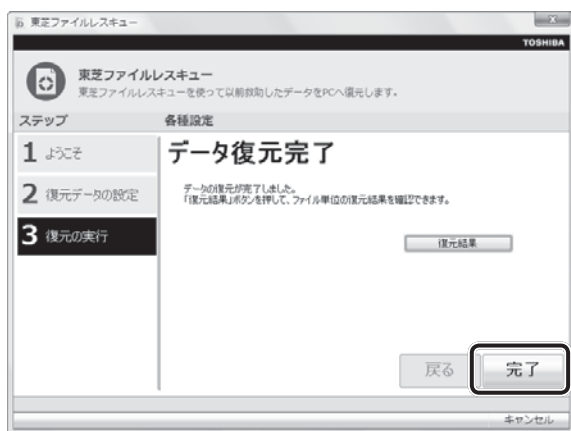 東芝ファイルレスキュー
TOSHIBA
東芝ファイルレスキュー
東芝ファイルレスキューを使って以前救助したデータをPCへ復元します。
ステップ
各種設定
1 ようこそ
2 復元データの設定
3 復元の実行
データ復元完了
データの復元が完了しました。
「復元結果」ボタンを押して、ファイル単位の復元結果を確認できます。
復元結果
戻る
完了
キャンセル